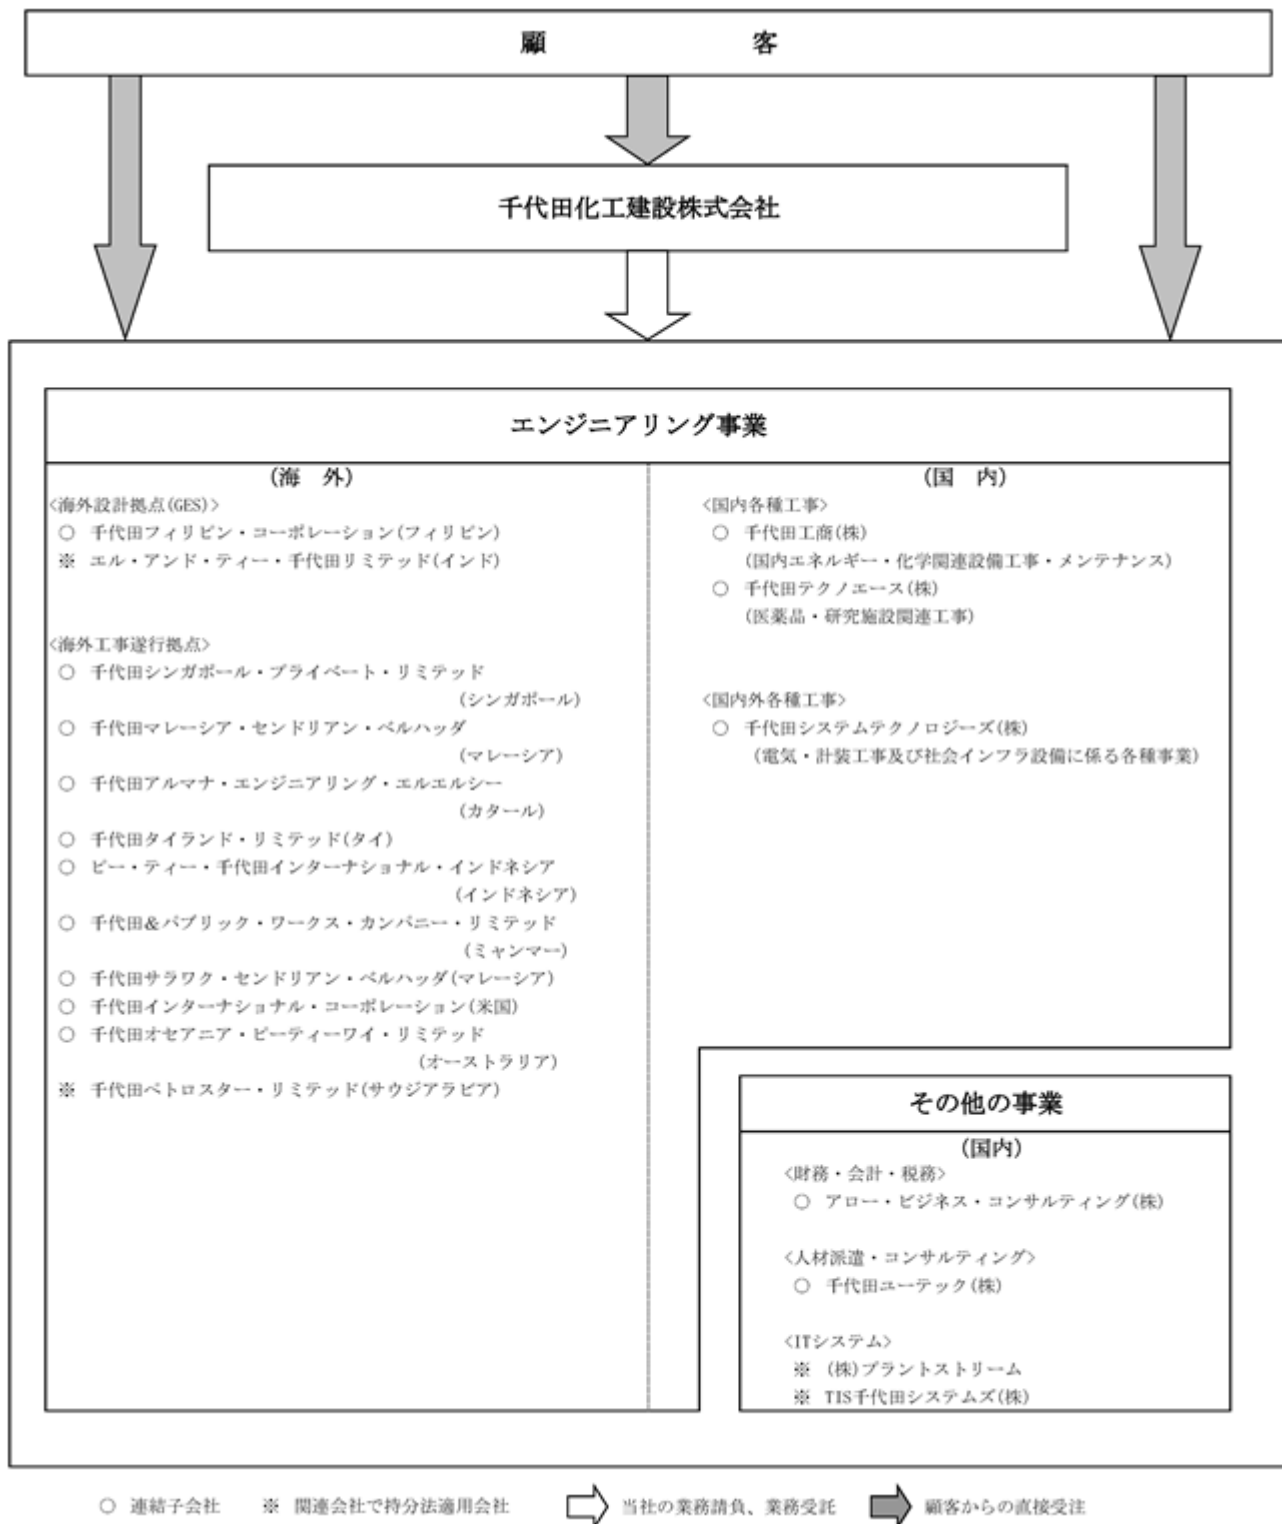 顧 客
千代田化工建設株式会社
エンジニアリング事業
(海 外)
<海外設計拠点(GES)>
○ 千代田フィリピン・コーポレーション(フィリピン)
※ エル・アンド・ティー・千代田リミテッド(インド)
<海外工事遂行拠点>
○ 千代田シンガポール・プライベート・リミテッド
(シンガポール)
○ 千代田マレーシア・センドリアン・ベルハッダ
(マレーシア)
○ 千代田アルマナ・エンジニアリング・エルエルシー
(カタール)
○ 千代田タイランド・リミテッド(タイ)
○ ピー・ティー・千代田インターナショナル・インドネシア
(インドネシア)
○ 千代田&パブリック・ワークス・カンパニー・リミテッド
(ミャンマー)
○ 千代田サラワク・センドリアン・ベルハッダ(マレーシア)
○ 千代田インターナショナル・コーポレーション(米国)
○ 千代田オセアニア・ピーティーワイ・リミテッド
(オーストラリア)
※ 千代田ペトロスター・リミテッド(サウジアラビア)
(国 内)
<国内各種工事>
○ 千代田工商(株)
(国内エネルギー・化学関連設備工事・メンテナンス)
○ 千代田テクノエース(株)
(医薬品・研究施設関連工事)
<国内外各種工事>
○ 千代田システムテクノロジーズ(株)
(電気・計装工事及び社会インフラ設備に係る各種事業)
その他の事業
(国内)
<財務・会計・税務>
○ アロー・ビジネス・コンサルティング(株)
<人材派遣・コンサルティング>
○ 千代田ユーテック(株)
<ITシステム>
※ (株)プラントストリーム
※ TIS千代田システムズ(株)
○ 連結子会社 ※ 関連会社で持分法適用会社 当社の業務請負、業務受託 顧客からの直接受注